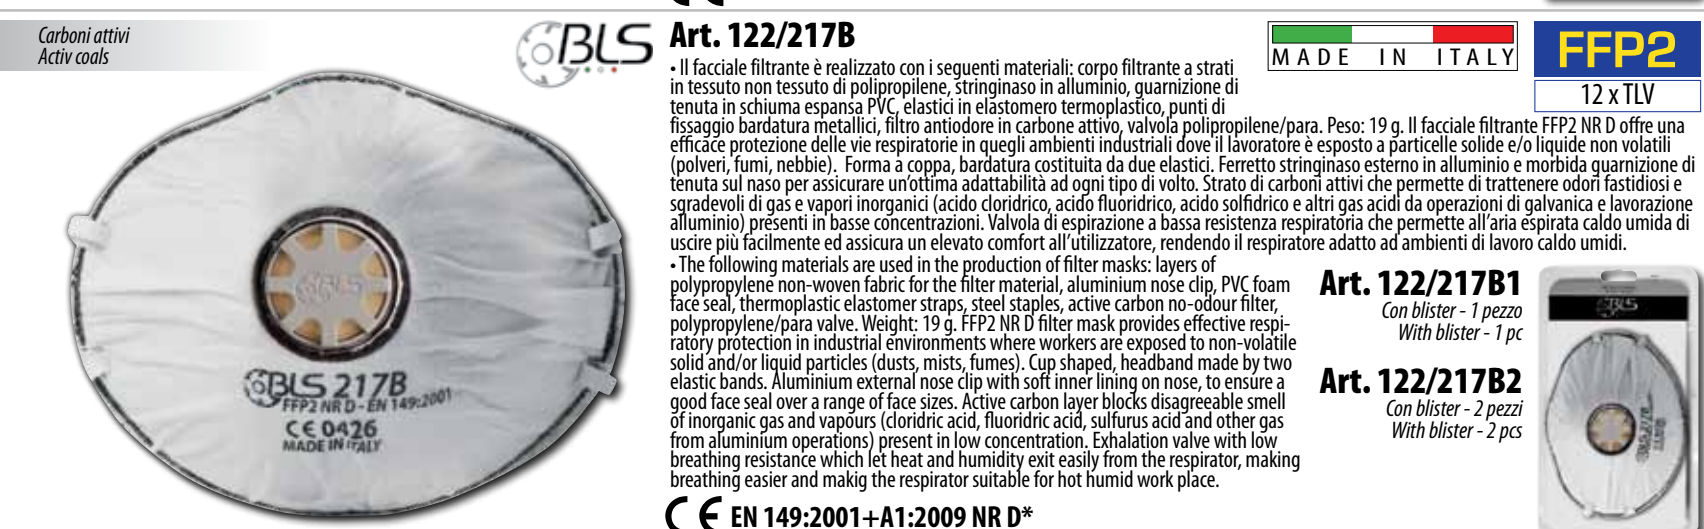 Carboni attivi
Activ coals
BLS
Art. 122/217B
MADE IN ITALY
FFP2
12 x TLV
• Il facciale filtrante è realizzato con i seguenti materiali: corpo filtrante a strati
in tessuto non tessuto di polipropilene, stringinaso in alluminio, guarnizione di
tenuta in schiuma espansa PVC, elastici in elastomero termoplastico, punti di
fissaggio bardatura metallici, filtro antiodore in carbone attivo, valvola polipropilene/para. Peso: 19 g. Il facciale filtrante FFP2 NR D offre una
efficace protezione delle vie respiratorie in quegli ambienti industriali dove il lavoratore è esposto a particelle solide e/o liquide non volatili
(polveri, fumi, nebbie). Forma a coppa, bardatura costituita da due elastici. Ferretto stringinaso esterno in alluminio e morbida guarnizione di
tenuta sul naso per assicurare un'ottima adattabilità ad ogni tipo di volto. Strato di carboni attivi che permette di trattenere odori fastidiosi e
sgradevoli di gas e vapori inorganici (acido cloridrico, acido fluoridrico, acido solfidrico e altri gas acidi da operazioni di galvanica e lavorazione
alluminio) presenti in basse concentrazioni. Valvola di espirazione a bassa resistenza respiratoria che permette all'aria espirata caldo umida di
uscire più facilmente ed assicura un elevato comfort all'utilizzatore, rendendo il respiratore adatto ad ambienti di lavoro caldo umidi.
• The following materials are used in the production of filter masks: layers of
polypropylene non-woven fabric for the filter material, aluminium nose clip, PVC foam
face seal, thermoplastic elastomer straps, steel staples, active carbon no-odour filter,
polypropylene/para valve. Weight: 19 g. FFP2 NR D filter mask provides effective respi-
ratory protection in industrial environments where workers are exposed to non-volatile
solid and/or liquid particles (dusts, mists, fumes). Cup shaped, headband made by two
elastic bands. Aluminium external nose clip with soft inner lining on nose, to ensure a
good face seal over a range of face sizes. Active carbon layer blocks disagreeable smell
of inorganic gas and vapours (cloridric acid, fluoridric acid, sulfurus acid and other gas
from aluminium operations) present in low concentration. Exhalation valve with low
breathing resistance which let heat and humidity exit easily from the respirator, making
breathing easier and makig the respirator suitable for hot humid work place.
CE EN 149:2001+A1:2009 NR D*
Art. 122/217B1
Con blister - 1 pezzo
With blister - 1 pc
Art. 122/217B2
Con blister - 2 pezzi
With blister - 2 pcs
BLS
BLS 217B
FFP2 NR D - EN 149:2001
CE 0426
MADE IN ITALY
BLS
BLS 217B